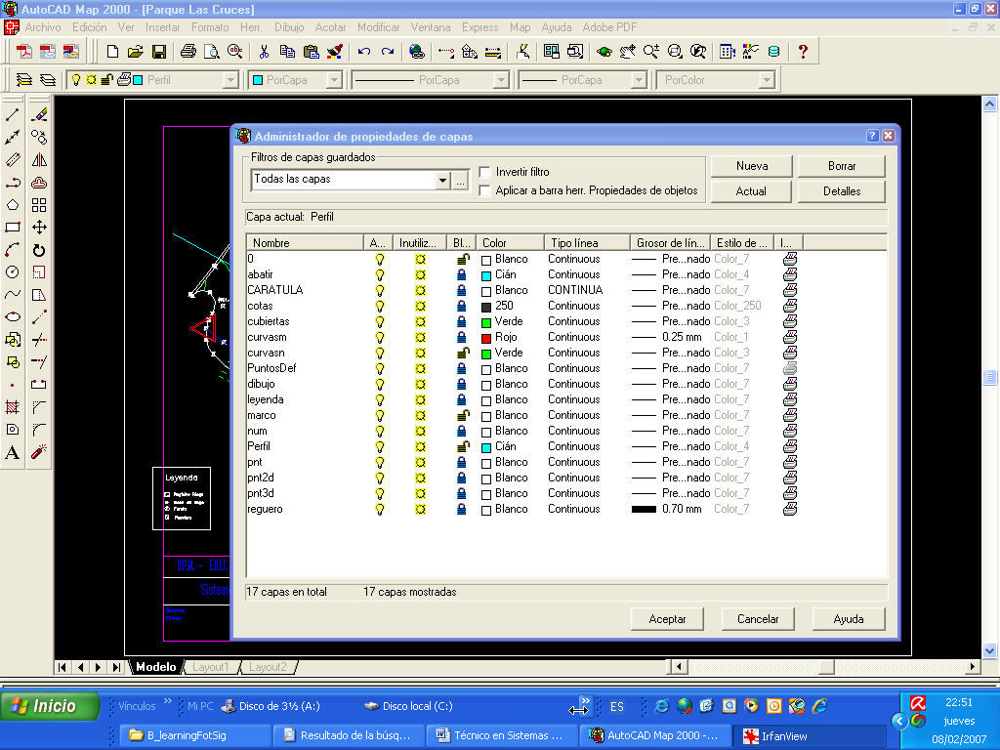 AutoCAD Map 2000 - [Parque Las Cruces]
Archivo Edición Ver Insertar Formato Herr. Dibujo Acotar Modificar Ventana Express Map Ayuda Adobe PDF
Perfil PorCapa PorCapa PorCapa PorColor
Administrador de propiedades de capas
Filtros de capas guardados
Todas las capas ...
Invertir filtro
Aplicar a barra herr. Propiedades de objetos
Nueva Borrar
Actual Detalles
Capa actual: Perfil
Nombre A... Inutiliz... Bl... Color Tipo línea Grosor de lín... Estilo de ... I...
0 Blanco Continuous Pre...nado Color_7
abatir Cián Continuous Pre...nado Color_4
CARATULA Blanco CONTINUA Pre...nado Color_7
cotas 250 Continuous Pre...nado Color_250
cubiertas Verde Continuous Pre...nado Color_3
curvasm Rojo Continuous 0.25 mm Color_1
curvasn Verde Continuous Pre...nado Color_3
PuntosDef Blanco Continuous Pre...nado Color_7
dibujo Blanco Continuous Pre...nado Color_7
leyenda Blanco Continuous Pre...nado Color_7
marco Blanco Continuous Pre...nado Color_7
num Blanco Continuous Pre...nado Color_7
Perfil Cián Continuous Pre...nado Color_4
pnt Blanco Continuous Pre...nado Color_7
pnt2d Blanco Continuous Pre...nado Color_7
pnt3d Blanco Continuous Pre...nado Color_7
reguero Blanco Continuous 0.70 mm Color_7
17 capas en total 17 capas mostradas
Aceptar Cancelar Ayuda
Leyenda
Sistem
Modelo Layout1 Layout2
Inicio Vínculos » Mi PC Disco de 3½ (A:) Disco local (C:) » ES 22:51
jueves
B_learningFotSig Resultado de la búsq... Técnico en Sistemas ... AutoCAD Map 2000 -... IrfanView 08/02/2007